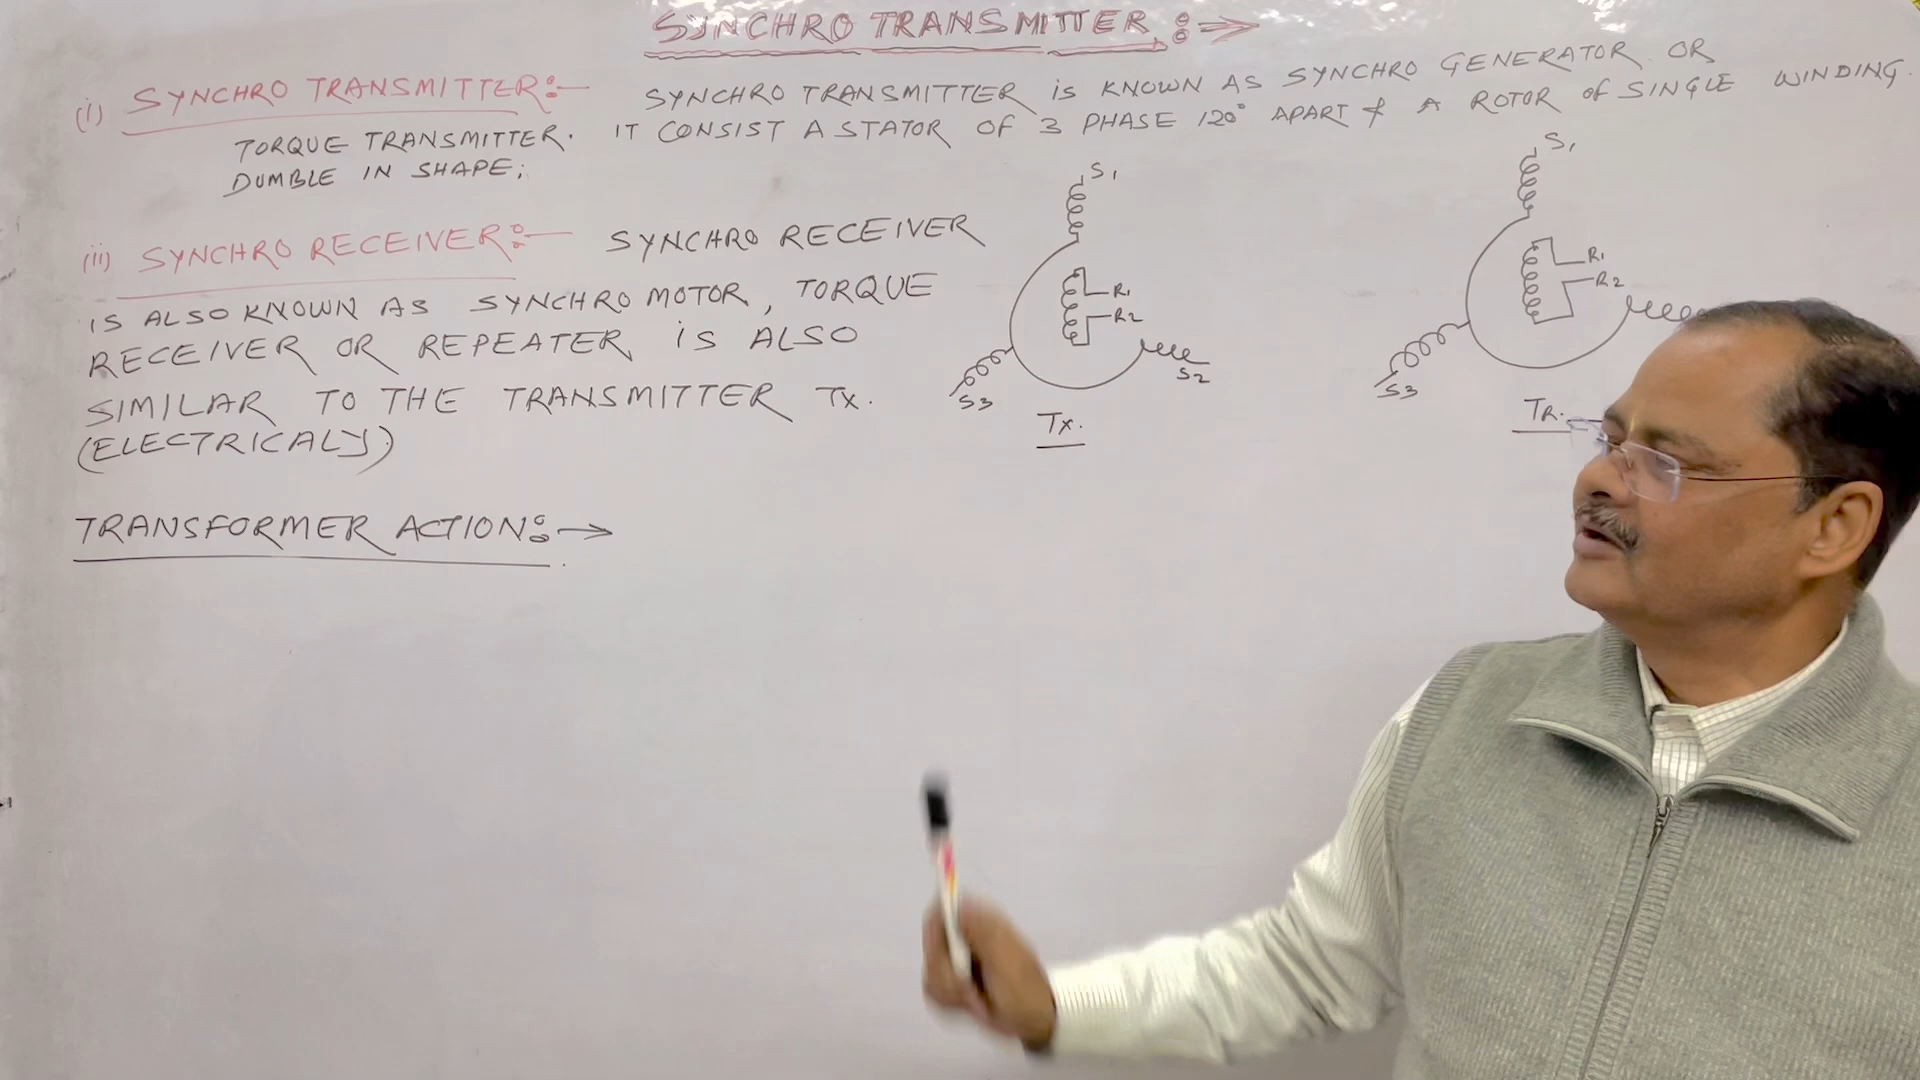 SYNCHRO TRANSMITTER :⇒
(i) SYNCHRO TRANSMITTER :— SYNCHRO TRANSMITTER is KNOWN AS SYNCHRO GENERATOR OR
TORQUE TRANSMITTER. IT CONSIST A STATOR OF 3 PHASE 120° APART & A ROTOR of SINGLE WINDING
DUMBLE IN SHAPE;
(ii) SYNCHRO RECEIVER :— SYNCHRO RECEIVER
IS ALSO KNOWN AS SYNCHRO MOTOR, TORQUE
RECEIVER OR REPEATER iS ALSO
SIMILAR TO THE TRANSMITTER Tx.
(ELECTRICALY)
S1
R1
R2
S3
S2
Tx.
S1
R1
R2
S3
TR.
TRANSFORMER ACTION :→